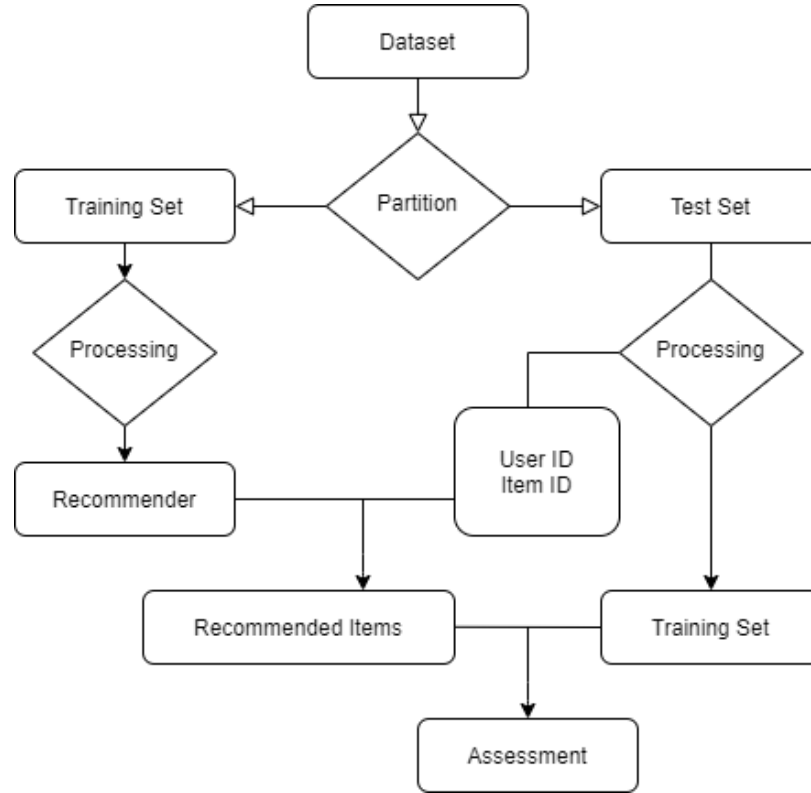 Dataset
Training Set
Partition
Test Set
Processing
Processing
User ID
Item ID
Recommender
Recommended Items
Training Set
Assessment